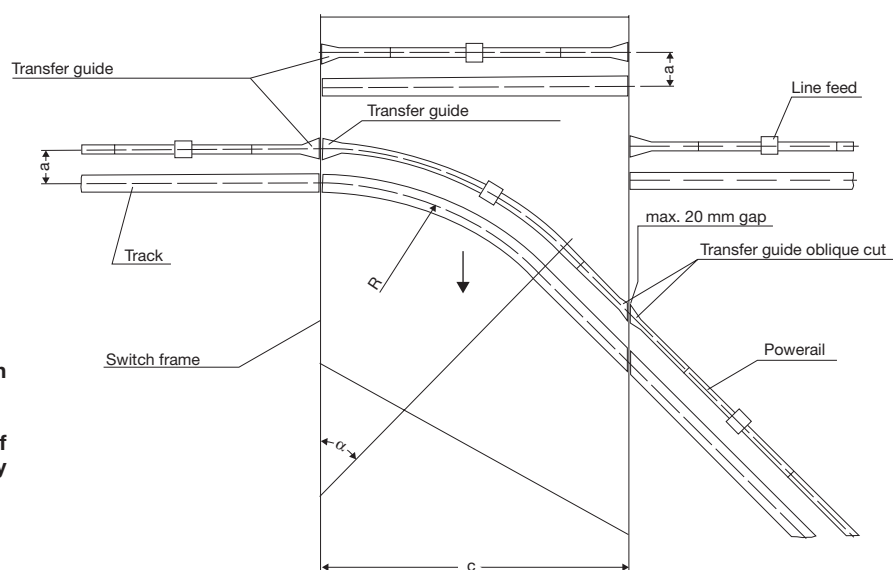 Transfer guide
a
Line feed
Transfer guide
a
max. 20 mm gap
Track
Transfer guide oblique cut
R
Switch frame
Powerail
n
f
α
y
c